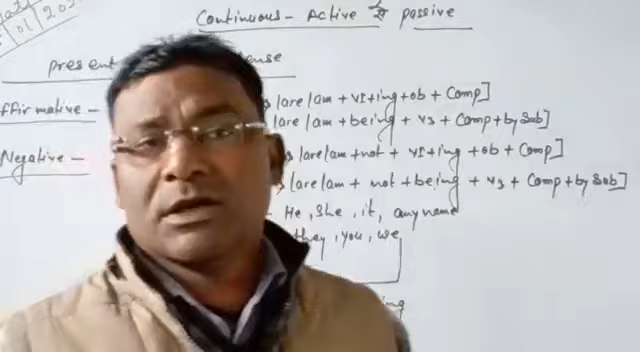 Continuous - Active से passive
present
Affirmative - /are/am + v1+ing+ob + Comp]
/are/am + being + v3 + Comp+by sub]
Negative - /are/am+not + v1+ing +ob + Comp]
/are/am + not +being + v3 + Comp+by sub]
- He, She, it, any name
they, you, we